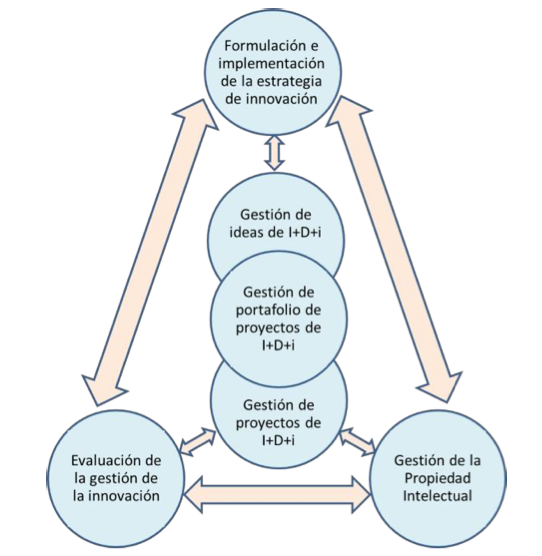 Formulación e
implementación
de la estrategia
de innovación
Gestión de
ideas de I+D+i
Gestión de
portafolio de
proyectos de
I+D+i
Gestión de
proyectos de
I+D+i
Evaluación de
la gestión de
la innovación
Gestión de la
Propiedad
Intelectual